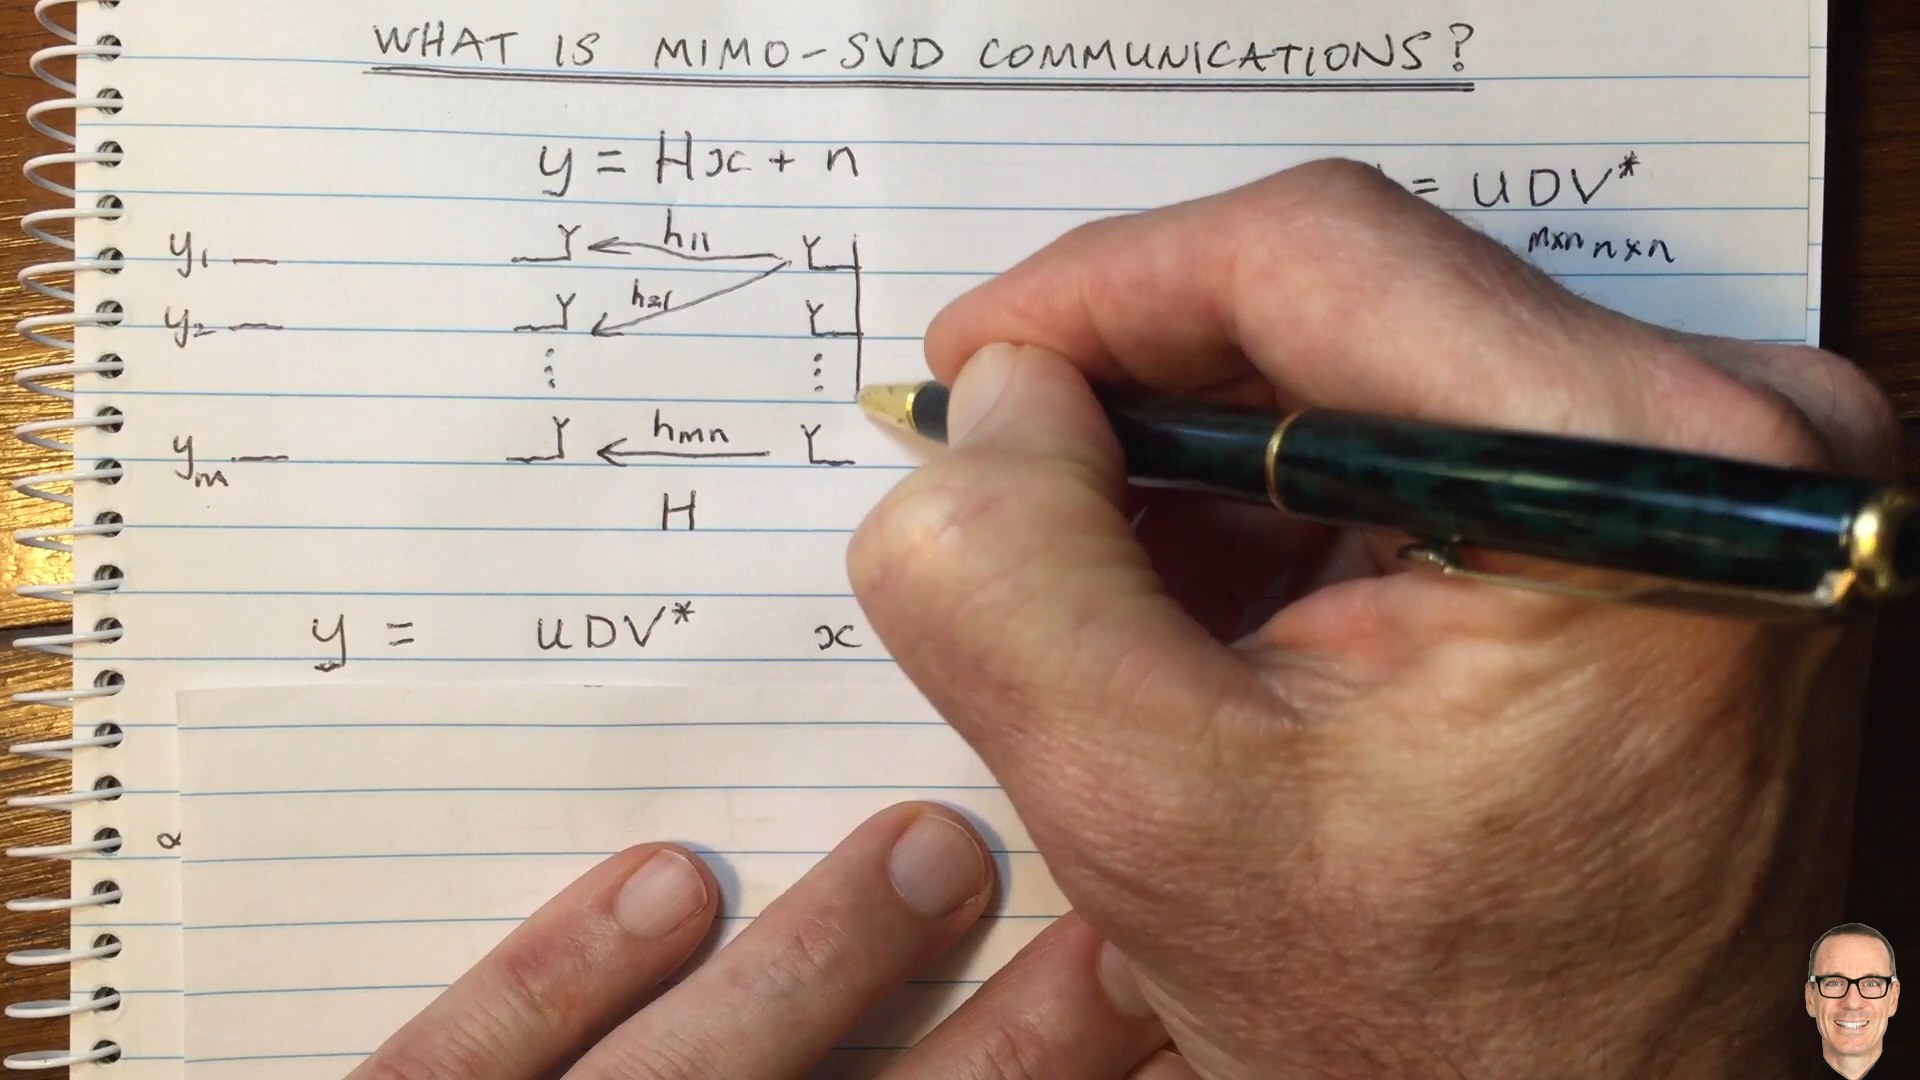 WHAT IS MIMO-SVD COMMUNICATIONS?
y = Hx + n
= UDV*
mxn nxn
y1 h11
y2 h21
ym hmn
H
y = UDV* x